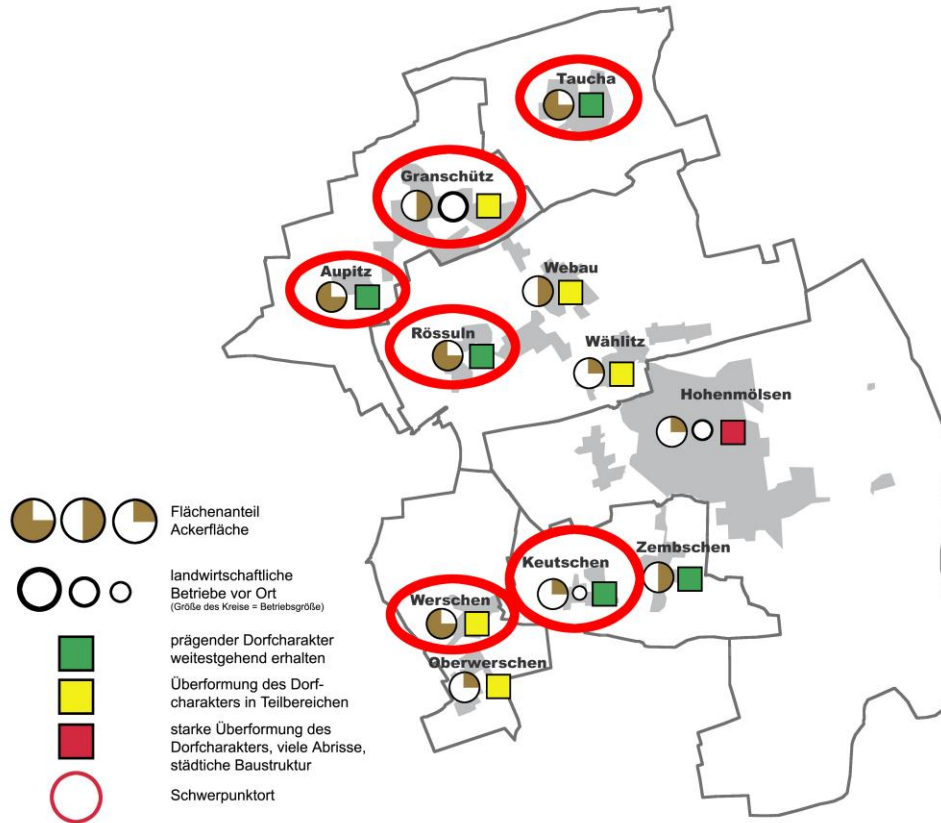 Taucha
Granschütz
Aupitz
Webau
Rössuln
Wählitz
Hohenmölsen
Keutschen
Zembschen
Werschen
Oberwerschen
Flächenanteil
Ackerfläche
landwirtschaftliche
Betriebe vor Ort
(Größe des Kreise = Betriebsgröße)
prägender Dorfcharakter
weitestgehend erhalten
Überformung des Dorf-
charakters in Teilbereichen
starke Überformung des
Dorfcharakters, viele Abrisse,
städtiche Baustruktur
Schwerpunktort